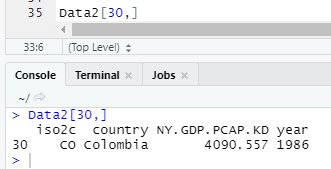 35 Data2[30,]
33:6 (Top Level)
Console Terminal × Jobs ×
~/
> Data2[30,]
iso2c country NY.GDP.PCAP.KD year
30 CO Colombia 4090.557 1986
>